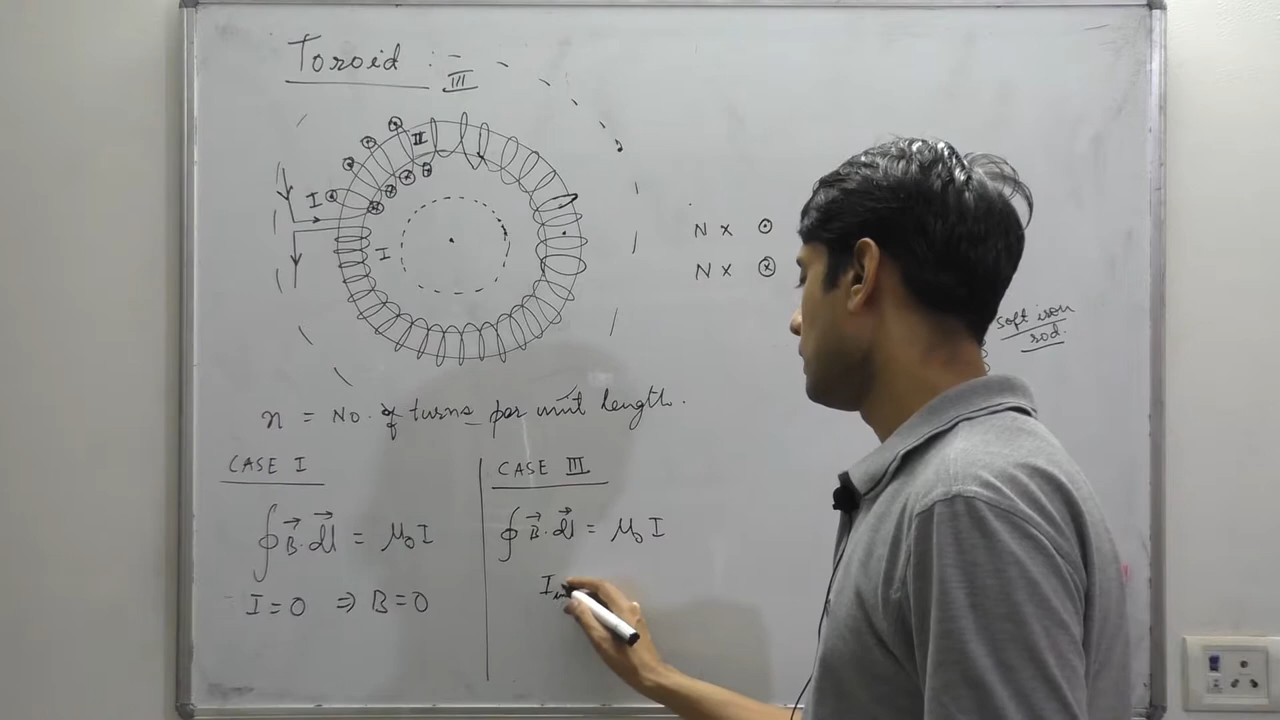 Toroid :-
III
II
I
I
N x ⊙
N x ⊗
soft iron
rod.
n = No. of turns per unit length.
CASE I
∮ B⃗. dl⃗ = μ₀ I
I = 0 ⇒ B = 0
CASE III
∮ B⃗. dl⃗ = μ₀ I
I